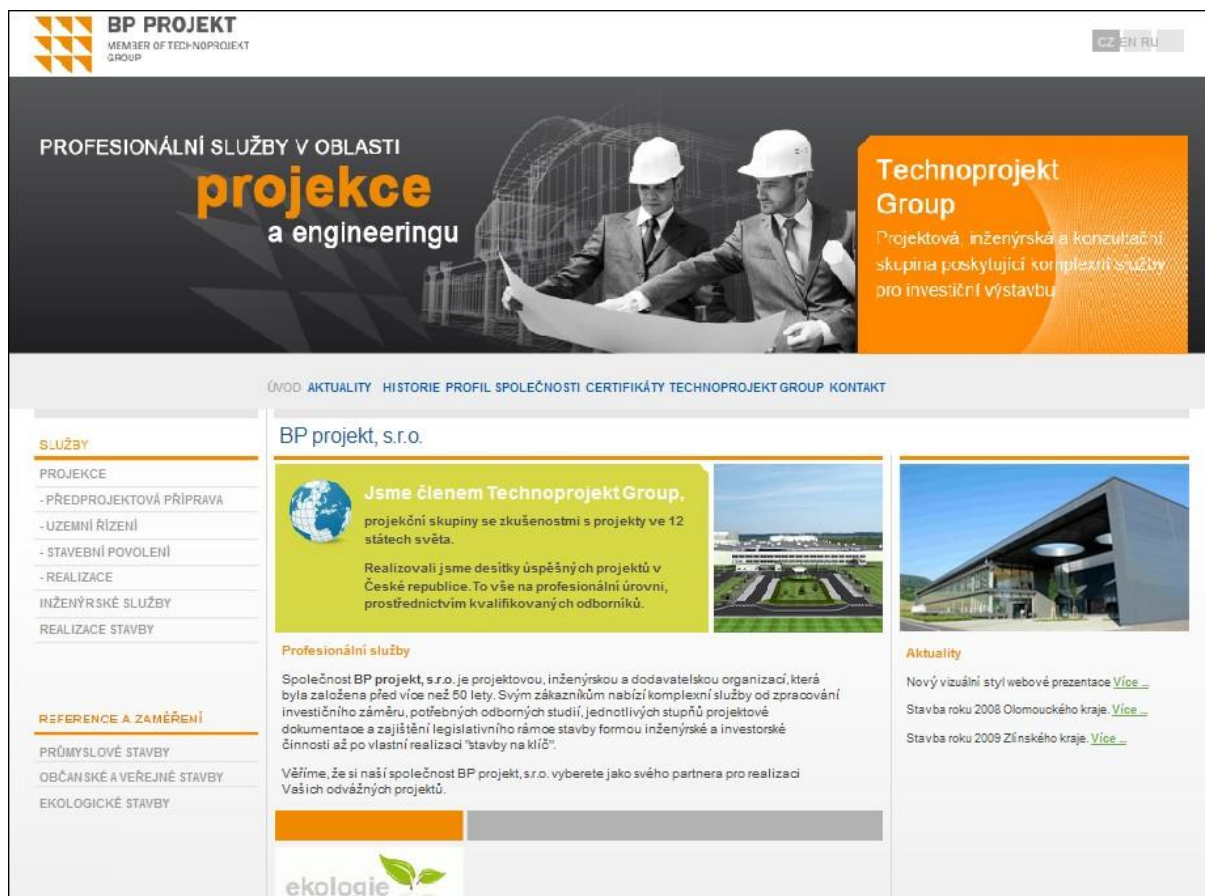 BP PROJEKT
MEMBER OF TECHNOPROJEKT
GROUP
CZ EN RU
PROFESIONÁLNÍ SLUŽBY V OBLASTI
projekce
a engineeringu
Technoprojekt
Group
Projektová, inženýrská a konzultační
skupina poskytující komplexní služby
pro investiční výstavbu
ÚVOD AKTUALITY HISTORIE PROFIL SPOLEČNOSTI CERTIFIKÁTY TECHNOPROJEKT GROUP KONTAKT
SLUŽBY
PROJEKCE
- PŘEDPROJEKTOVÁ PŘÍPRAVA
- UZEMNÍ ŘÍZENÍ
- STAVEBNÍ POVOLENÍ
- REALIZACE
INŽENÝRSKÉ SLUŽBY
REALIZACE STAVBY
REFERENCE A ZAMĚŘENÍ
PRŮMYSLOVÉ STAVBY
OBČANSKÉ A VEŘEJNÉ STAVBY
EKOLOGICKÉ STAVBY
BP projekt, s.r.o.
Jsme členem Technoprojekt Group,
projekční skupiny se zkušenostmi s projekty ve 12
státech světa.
Realizovali jsme desítky úspěšných projektů v
České republice. To vše na profesionální úrovni,
prostřednictvím kvalifikovaných odborníků.
Profesionální služby
Společnost BP projekt, s.r.o. je projektovou, inženýrskou a dodavatelskou organizací, která
byla založena před více než 50 lety. Svým zákazníkům nabízí komplexní služby od zpracování
investičního záměru, potřebných odborných studií, jednotlivých stupňů projektové
dokumentace a zajištění legislativního rámce stavby formou inženýrské a investorské
činnosti až po vlastní realizaci "stavby na klíč".
Věříme, že si naší společnost BP projekt, s.r.o. vyberete jako svého partnera pro realizaci
Vašich odvážných projektů.
ekologie
Aktuality
Nový vizuální styl webové prezentace Více ...
Stavba roku 2008 Olomouckého kraje. Více ...
Stavba roku 2009 Zlínského kraje. Více ...